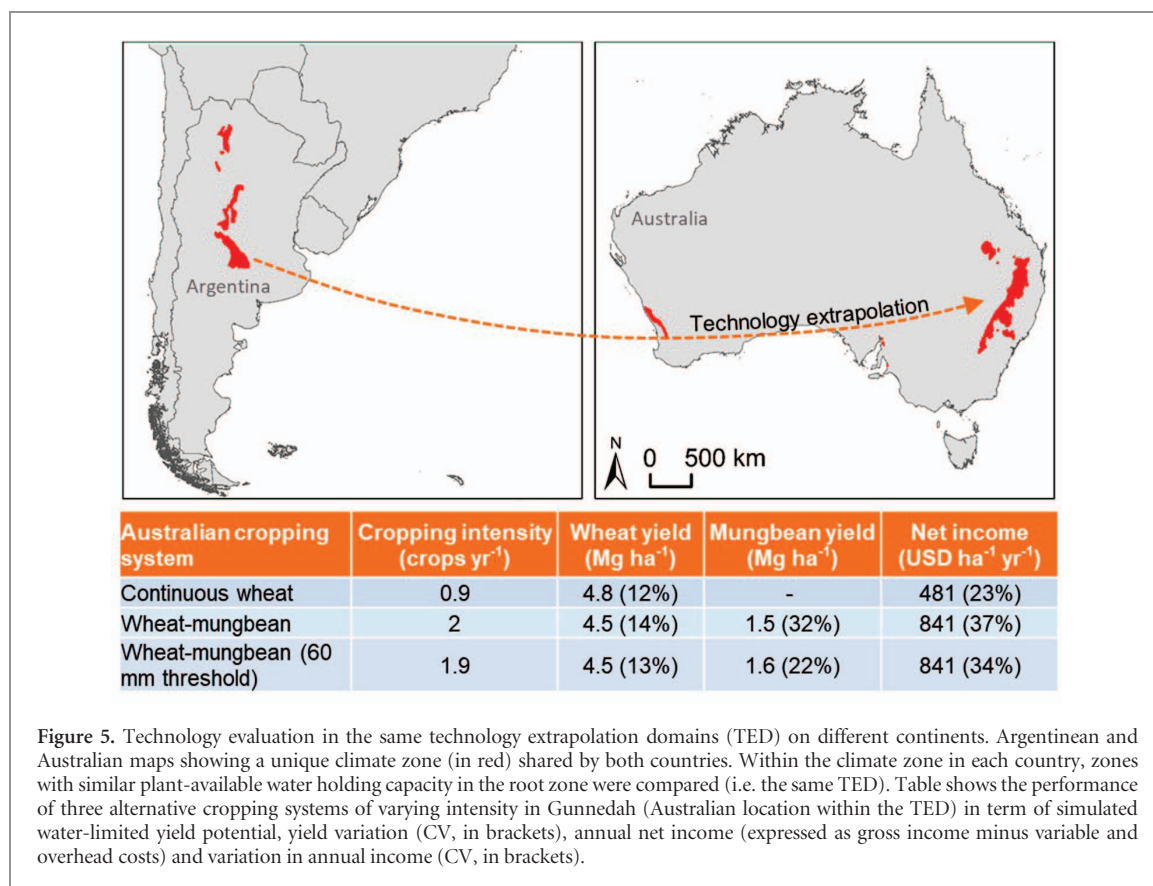 Argentina
Australia
Technology extrapolation
N
0 500 km
Australian cropping system | Cropping intensity (crops yr⁻¹) | Wheat yield (Mg ha⁻¹) | Mungbean yield (Mg ha⁻¹) | Net income (USD ha⁻¹ yr⁻¹)
Continuous wheat | 0.9 | 4.8 (12%) | - | 481 (23%)
Wheat-mungbean | 2 | 4.5 (14%) | 1.5 (32%) | 841 (37%)
Wheat-mungbean (60 mm threshold) | 1.9 | 4.5 (13%) | 1.6 (22%) | 841 (34%)
Figure 5. Technology evaluation in the same technology extrapolation domains (TED) on different continents. Argentinean and
Australian maps showing a unique climate zone (in red) shared by both countries. Within the climate zone in each country, zones
with similar plant-available water holding capacity in the root zone were compared (i.e. the same TED). Table shows the performance
of three alternative cropping systems of varying intensity in Gunnedah (Australian location within the TED) in term of simulated
water-limited yield potential, yield variation (CV, in brackets), annual net income (expressed as gross income minus variable and
overhead costs) and variation in annual income (CV, in brackets).